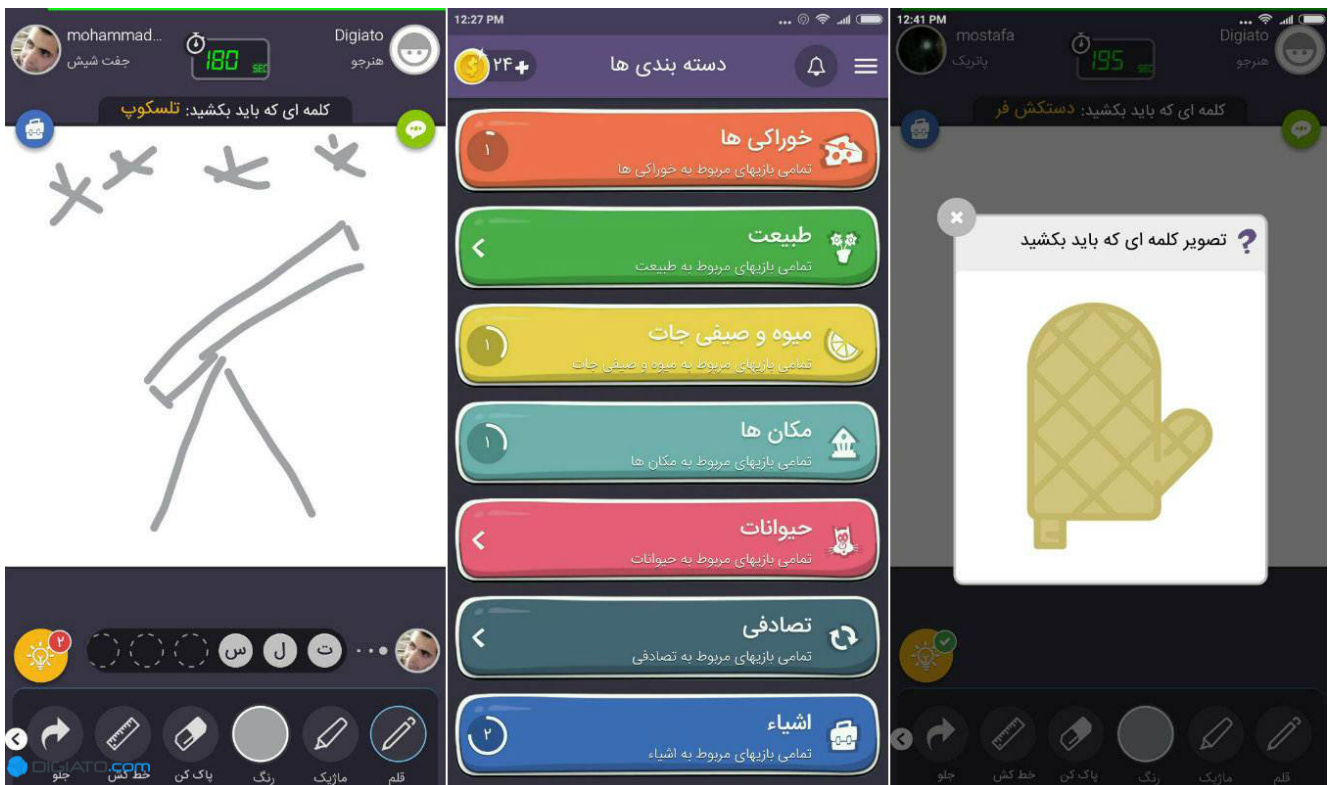 mohammad...
جفت شیش
180 SEC
Digiato
هنرجو
کلمه ای که باید بکشید: تلسکوپ
۲
ت ل س
قلم
ماژیک
رنگ
پاک کن
خط کش
جلو
DIGIATO.com
12:27 PM
۲۴+
دسته بندی ها
خوراکی ها
تمامی بازیهای مربوط به خوراکی ها
۱
طبیعت
تمامی بازیهای مربوط به طبیعت
میوه و صیفی جات
تمامی بازیهای مربوط به میوه و صیفی جات
۱
مکان ها
تمامی بازیهای مربوط به مکان ها
۱
حیوانات
تمامی بازیهای مربوط به حیوانات
تصادفی
تمامی بازیهای مربوط به تصادفی
اشیاء
تمامی بازیهای مربوط به اشیاء
۲
12:41 PM
mostafa
پاتریک
195 SEC
Digiato
هنرجو
کلمه ای که باید بکشید: دستکش فر
تصویر کلمه ای که باید بکشید
قلم
ماژیک
رنگ
پاک کن
خط کش
جلو